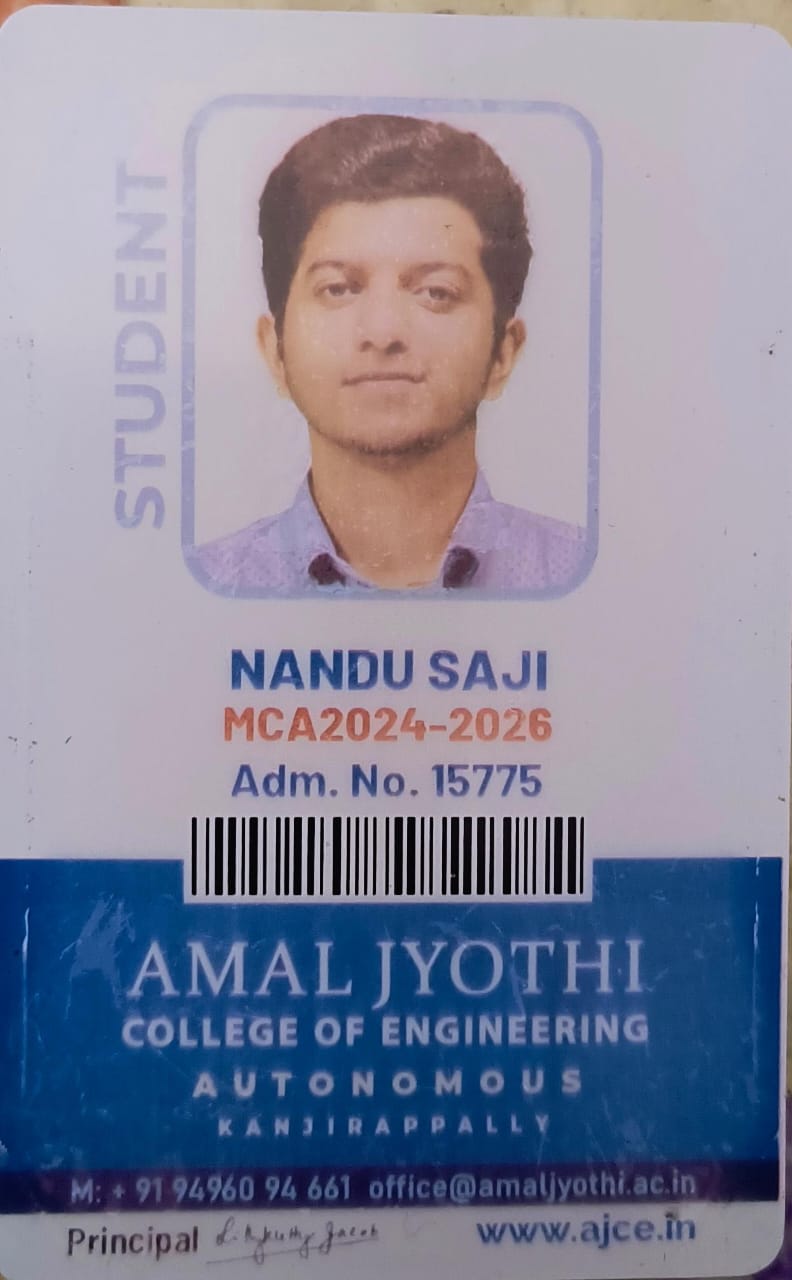 STUDENT
NANDU SAJI
MCA2024-2026
Adm. No. 15775
AMAL JYOTHI
COLLEGE OF ENGINEERING
AUTONOMOUS
KANJIRAPPALLY
M: + 91 94960 94 661 office@amaljyothi.ac.in
Principal
www.ajce.in